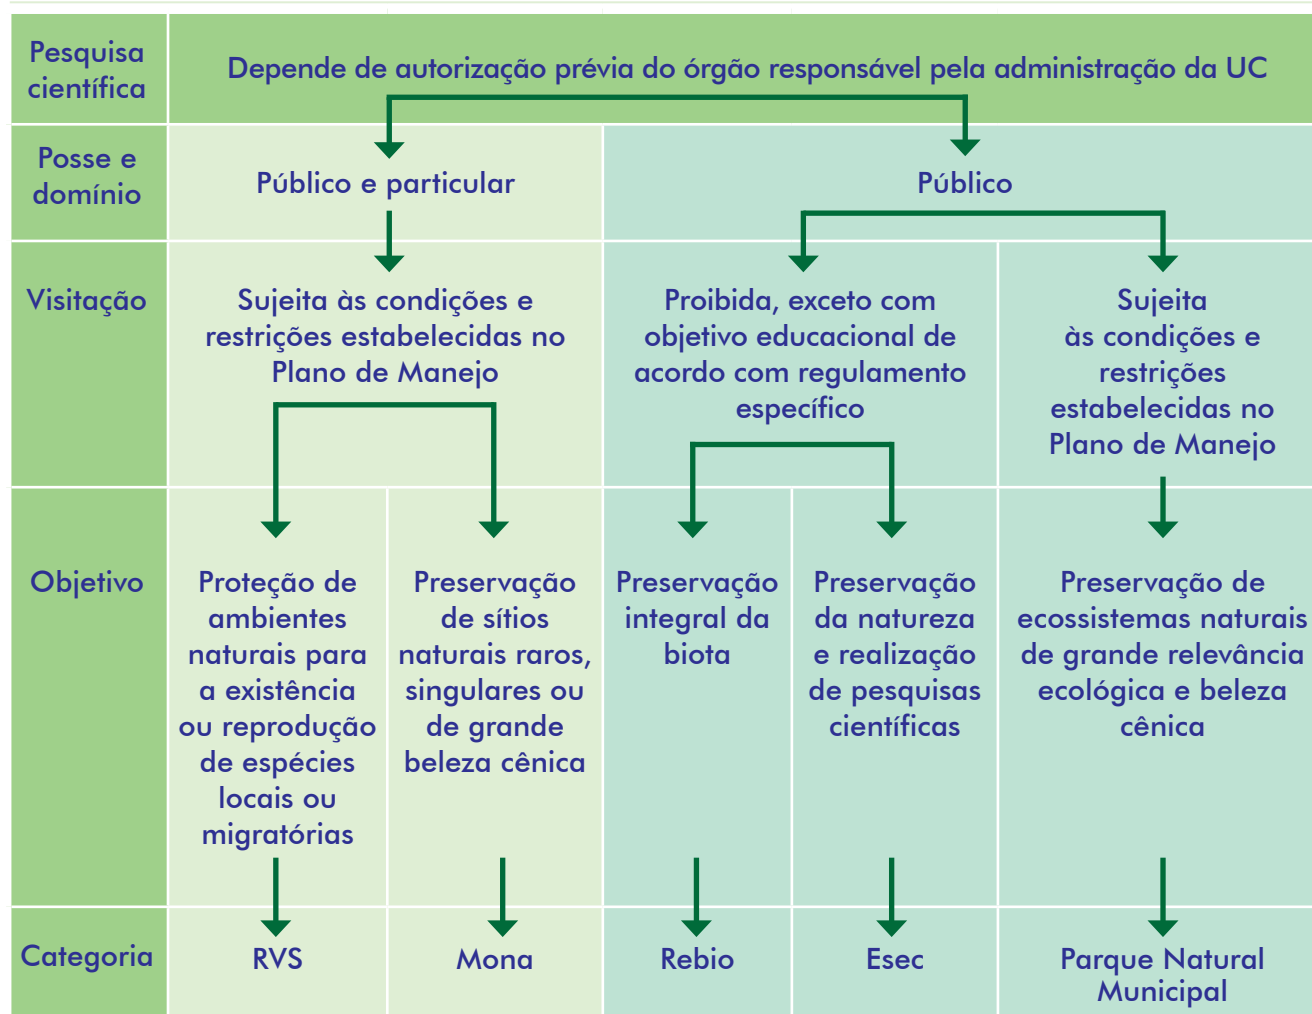 Pesquisa
científica
Depende de autorização prévia do órgão responsável pela administração da UC
Posse e
domínio
Público e particular
Público
Visitação
Sujeita às condições e
restrições estabelecidas no
Plano de Manejo
Proibida, exceto com
objetivo educacional de
acordo com regulamento
específico
Sujeita
às condições e
restrições
estabelecidas no
Plano de Manejo
Objetivo
Proteção de
ambientes
naturais para
a existência
ou reprodução
de espécies
locais ou
migratórias
Preservação
de sítios
naturais raros,
singulares ou
de grande
beleza cênica
Preservação
integral da
biota
Preservação
da natureza
e realização
de pesquisas
científicas
Preservação de
ecossistemas naturais
de grande relevância
ecológica e beleza
cênica
Categoria
RVS
Mona
Rebio
Esec
Parque Natural
Municipal